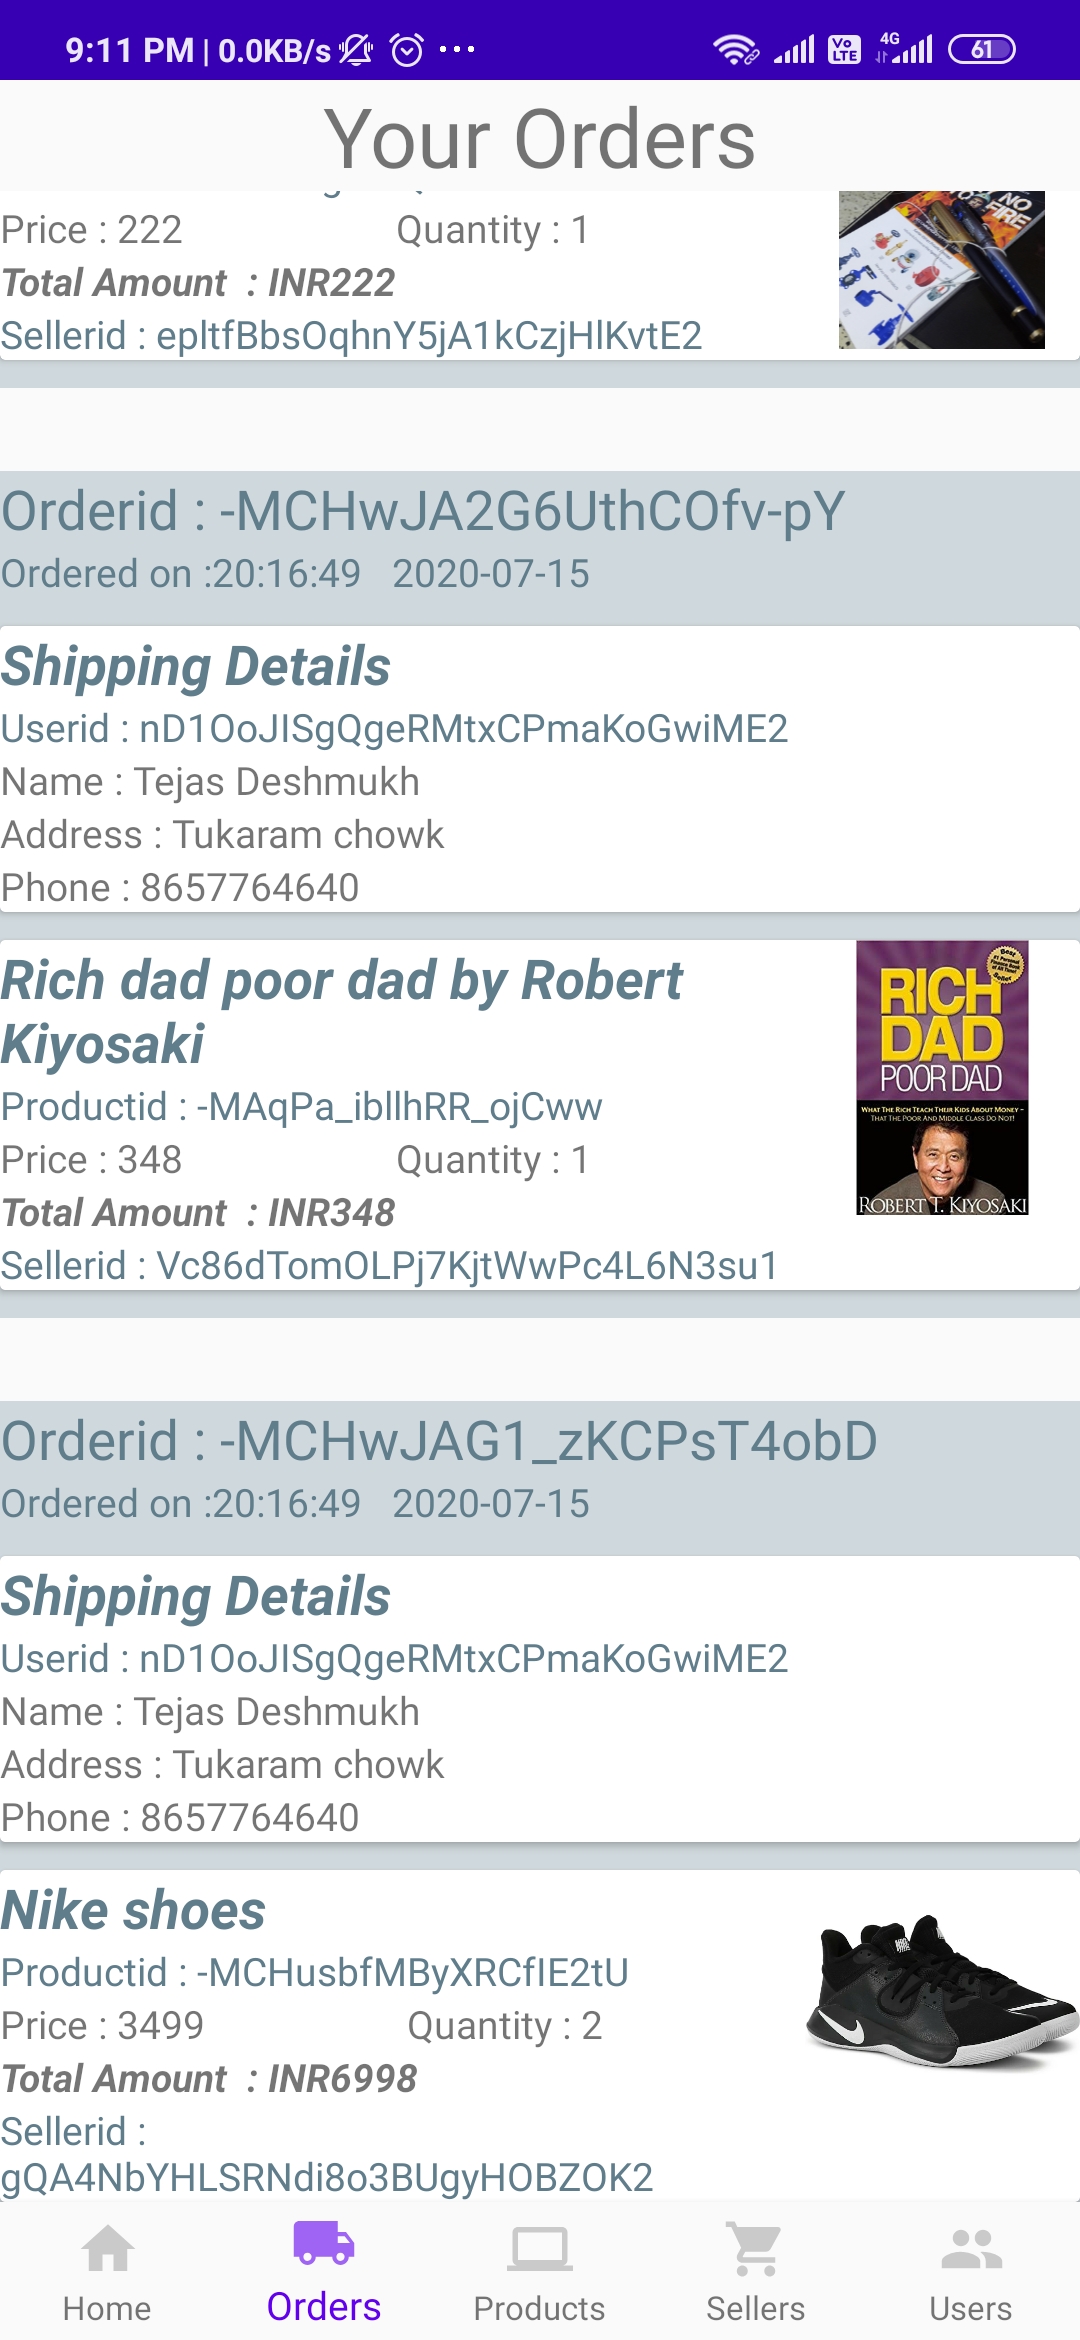 9:11 PM | 0.0KB/s ...
Vo LTE 4G 61
Your Orders
Price : 222 Quantity : 1
NO
FIRE
Total Amount : INR222
Sellerid : epltfBbsOqhnY5jA1kCzjHlKvtE2
Orderid : -MCHwJA2G6UthCOfv-pY
Ordered on :20:16:49 2020-07-15
Shipping Details
Userid : nD1OoJISgQgeRMtxCPmaKoGwiME2
Name : Tejas Deshmukh
Address : Tukaram chowk
Phone : 8657764640
Rich dad poor dad by Robert
Kiyosaki
Productid : -MAqPa_ibllhRR_ojCww
Price : 348 Quantity : 1
Total Amount : INR348
Sellerid : Vc86dTomOLPj7KjtWwPc4L6N3su1
RICH
DAD
POOR DAD
WHAT THE RICH TEACH THEIR KIDS ABOUT MONEY –
THAT THE POOR AND MIDDLE CLASS DO NOT!
ROBERT T. KIYOSAKI
Orderid : -MCHwJAG1_zKCPsT4obD
Ordered on :20:16:49 2020-07-15
Shipping Details
Userid : nD1OoJISgQgeRMtxCPmaKoGwiME2
Name : Tejas Deshmukh
Address : Tukaram chowk
Phone : 8657764640
Nike shoes
Productid : -MCHusbfMByXRCfIE2tU
Price : 3499 Quantity : 2
Total Amount : INR6998
Sellerid :
gQA4NbYHLSRNdi8o3BUgyHOBZOK2
Home Orders Products Sellers Users